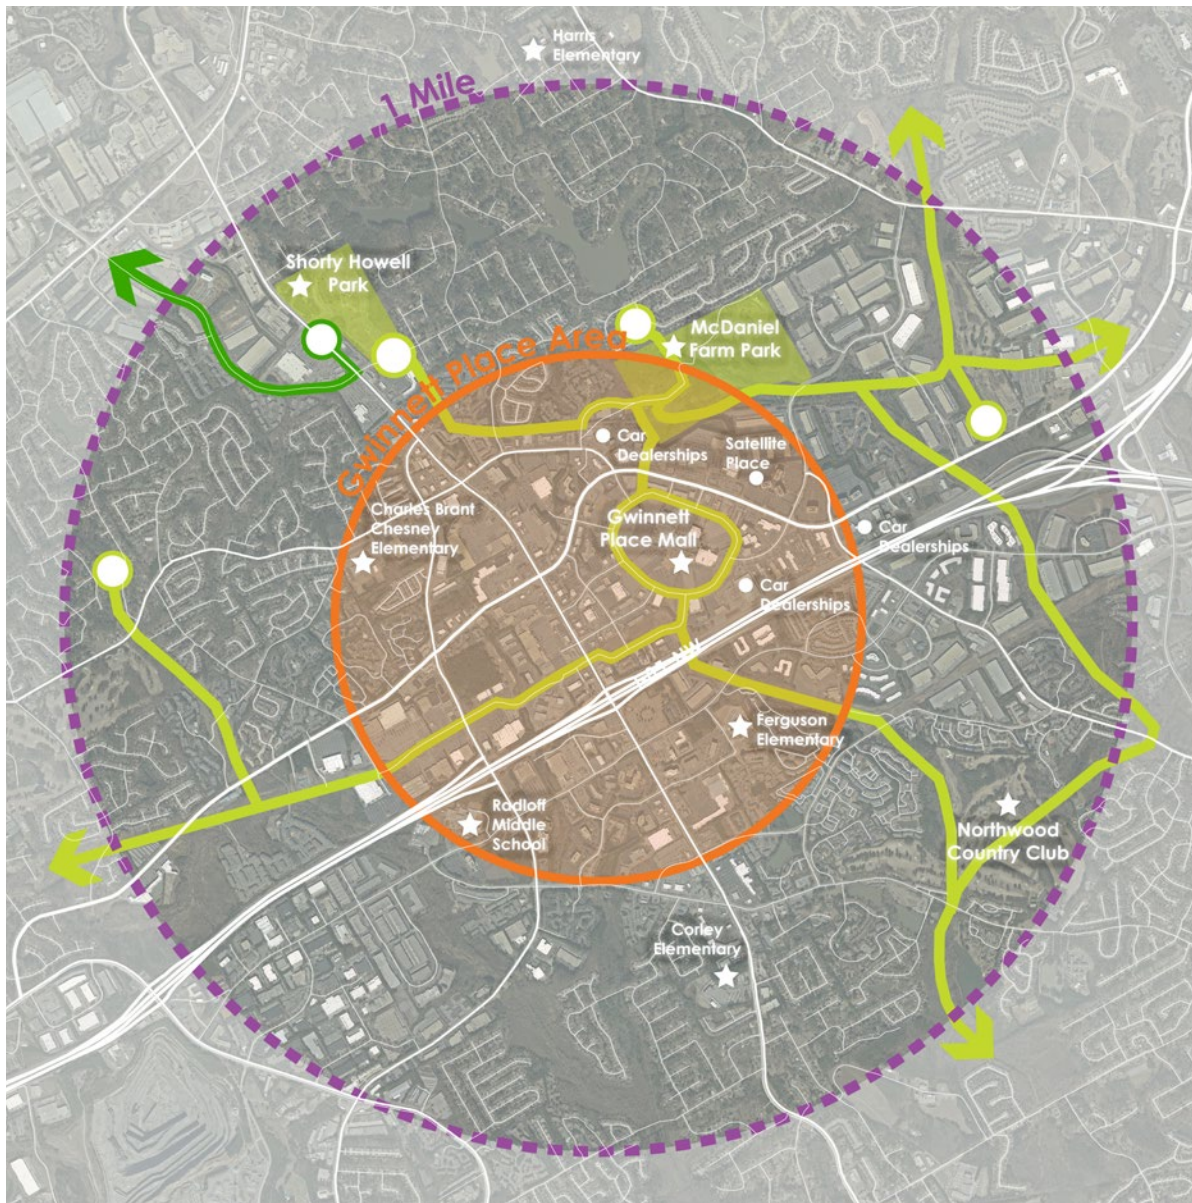 Harris
Elementary
1 Mile
Shorty Howell
Park
McDaniel
Farm Park
Gwinnett Place Area
Car
Dealerships
Satellite
Place
Charles Brant
Chesney
Elementary
Gwinnett
Place Mall
Car
Dealerships
Car
Dealerships
Ferguson
Elementary
Radloff
Middle
School
Northwood
Country Club
Corley
Elementary